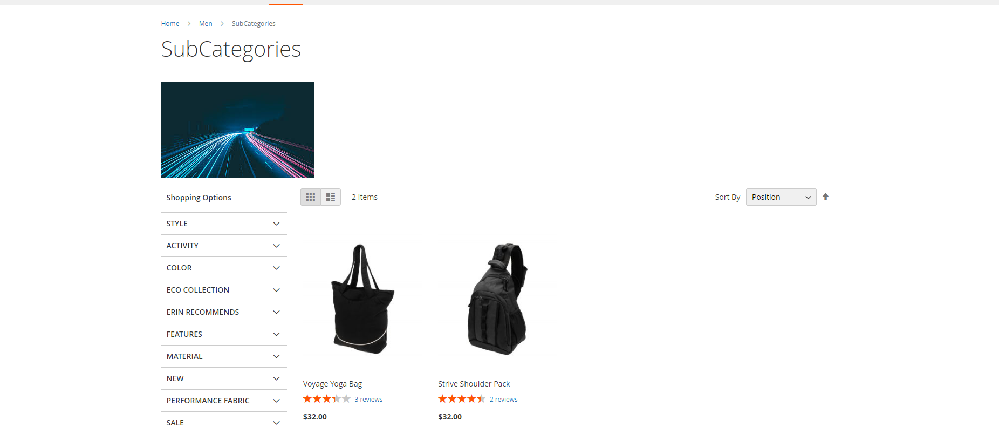 Home > Men > SubCategories
SubCategories
Shopping Options
2 Items
Sort By Position
STYLE
ACTIVITY
COLOR
ECO COLLECTION
ERIN RECOMMENDS
FEATURES
MATERIAL
NEW
PERFORMANCE FABRIC
SALE
Voyage Yoga Bag
3 reviews
$32.00
Strive Shoulder Pack
2 reviews
$32.00